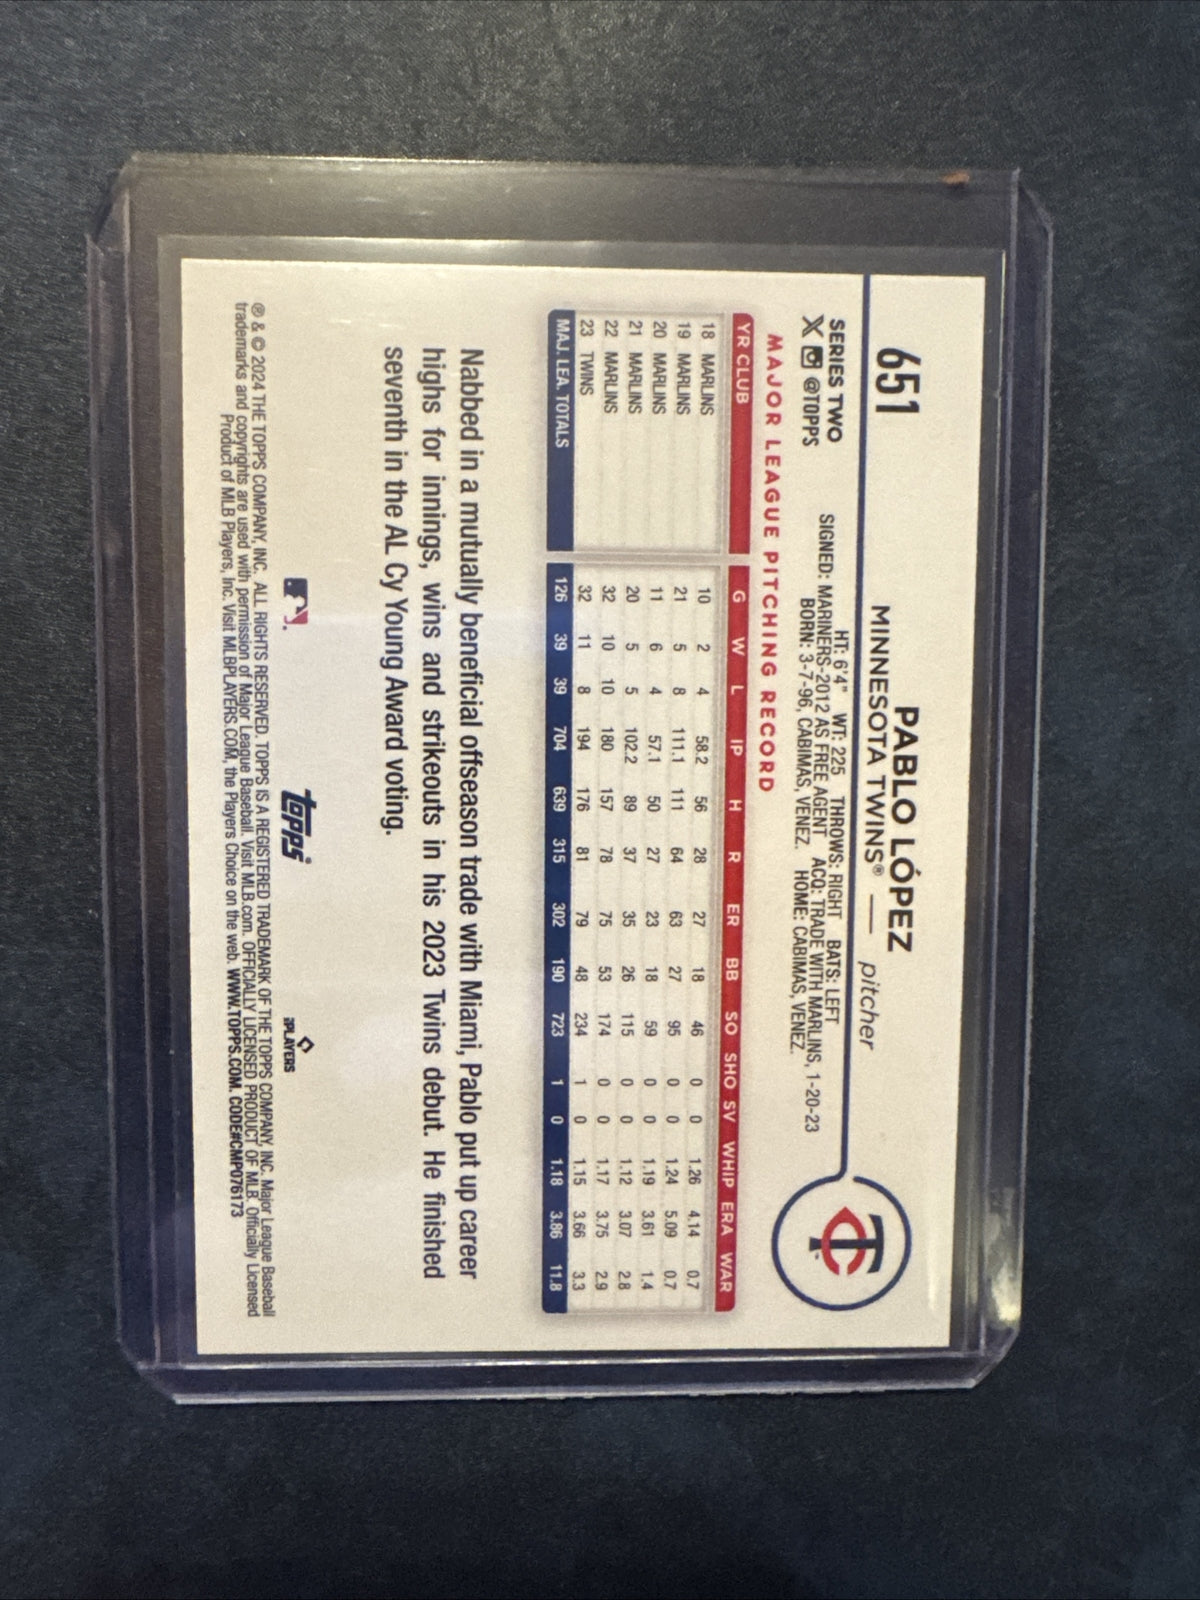 651
PABLO LÓPEZ
MINNESOTA TWINS® — pitcher
SERIES TWO
@TOPPS
HT: 6'4" WT: 225 THROWS: RIGHT BATS: LEFT
SIGNED: MARINERS-2012 AS FREE AGENT ACQ: TRADE WITH MARLINS, 1-20-23
BORN: 3-7-96, CABIMAS, VENEZ. HOME: CABIMAS, VENEZ.
TC
MAJOR LEAGUE PITCHING RECORD
YR CLUB G W L IP H R ER BB SO SHO SV WHIP ERA WAR
18 MARLINS 10 2 4 58.2 56 28 27 18 46 0 0 1.26 4.14 0.7
19 MARLINS 21 5 8 111.1 111 64 63 27 95 0 0 1.24 5.09 0.7
20 MARLINS 11 6 4 57.1 50 27 23 18 59 0 0 1.19 3.61 1.4
21 MARLINS 20 5 5 102.2 89 37 35 26 115 0 0 1.12 3.07 2.8
22 MARLINS 32 10 10 180 157 78 75 53 174 0 0 1.17 3.75 2.9
23 TWINS 32 11 8 194 176 81 79 48 234 1 0 1.15 3.66 3.3
MAJ. LEA. TOTALS 126 39 39 704 639 315 302 190 723 1 0 1.18 3.86 11.8
Nabbed in a mutually beneficial offseason trade with Miami, Pablo put up career
highs for innings, wins and strikeouts in his 2023 Twins debut. He finished
seventh in the AL Cy Young Award voting.
topps
PLAYERS
® & © 2024 THE TOPPS COMPANY, INC. ALL RIGHTS RESERVED. TOPPS IS A REGISTERED TRADEMARK OF THE TOPPS COMPANY, INC. Major League Baseball
trademarks and copyrights are used with permission of Major League Baseball. Visit MLB.com. OFFICIALLY LICENSED PRODUCT OF MLB. Officially Licensed
Product of MLB Players, Inc. Visit MLBPLAYERS.COM, the Players Choice on the web. WWW.TOPPS.COM. CODE#CMP076173